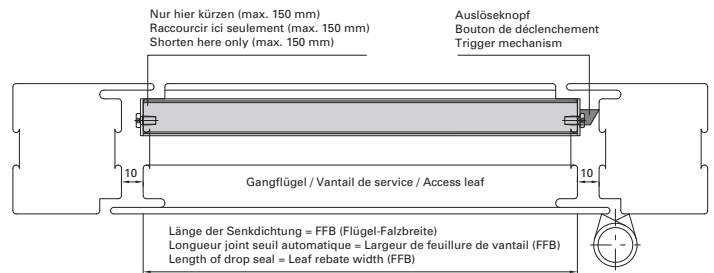 Nur hier kürzen (max. 150 mm)
Raccourcir ici seulement (max. 150 mm)
Shorten here only (max. 150 mm)
Auslöseknopf
Bouton de déclenchement
Trigger mechanism
10
Gangflügel / Vantail de service / Access leaf
10
Länge der Senkdichtung = FFB (Flügel-Falzbreite)
Longueur joint seuil automatique = Largeur de feuillure de vantail (FFB)
Length of drop seal = Leaf rebate width (FFB)